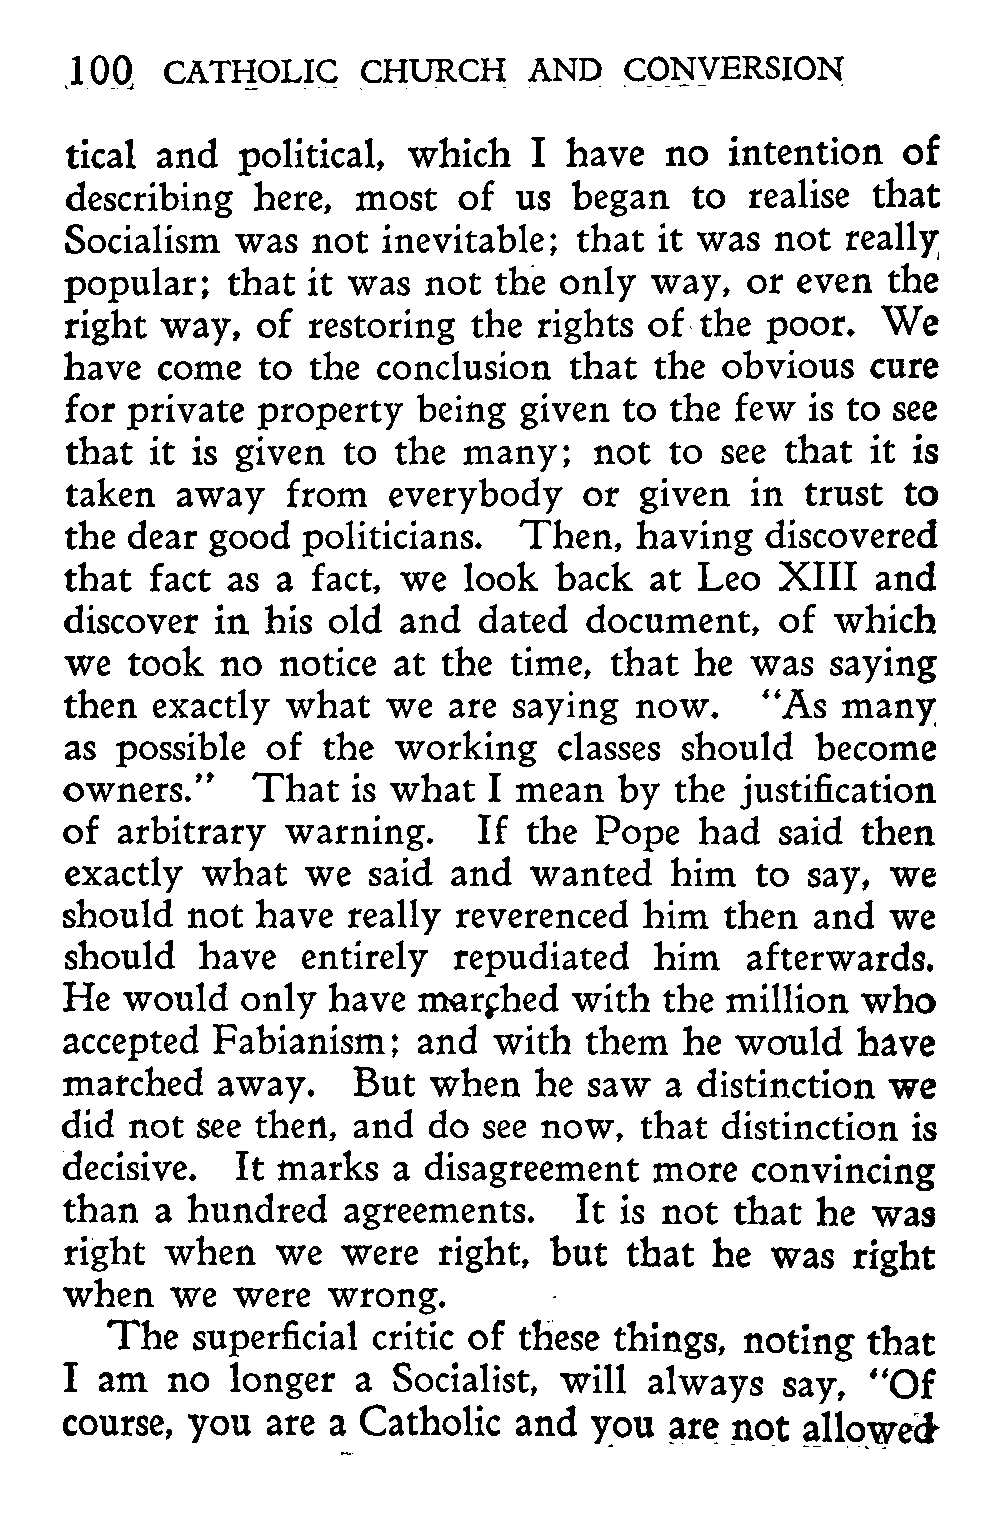 100 CATHOLIC CHURCH AND CONVERSION
tical and political, which I have no intention of
describing here, most of us began to realise that
Socialism was not inevitable; that it was not really
popular; that it was not the only way, or even the
right way, of restoring the rights of the poor. We
have come to the conclusion that the obvious cure
for private property being given to the few is to see
that it is given to the many; not to see that it is
taken away from everybody or given in trust to
the dear good politicians. Then, having discovered
that fact as a fact, we look back at Leo XIII and
discover in his old and dated document, of which
we took no notice at the time, that he was saying
then exactly what we are saying now. "As many
as possible of the working classes should become
owners." That is what I mean by the justification
of arbitrary warning. If the Pope had said then
exactly what we said and wanted him to say, we
should not have really reverenced him then and we
should have entirely repudiated him afterwards.
He would only have marched with the million who
accepted Fabianism; and with them he would have
marched away. But when he saw a distinction we
did not see then, and do see now, that distinction is
decisive. It marks a disagreement more convincing
than a hundred agreements. It is not that he was
right when we were right, but that he was right
when we were wrong.
The superficial critic of these things, noting that
I am no longer a Socialist, will always say, "Of
course, you are a Catholic and you are not allowed